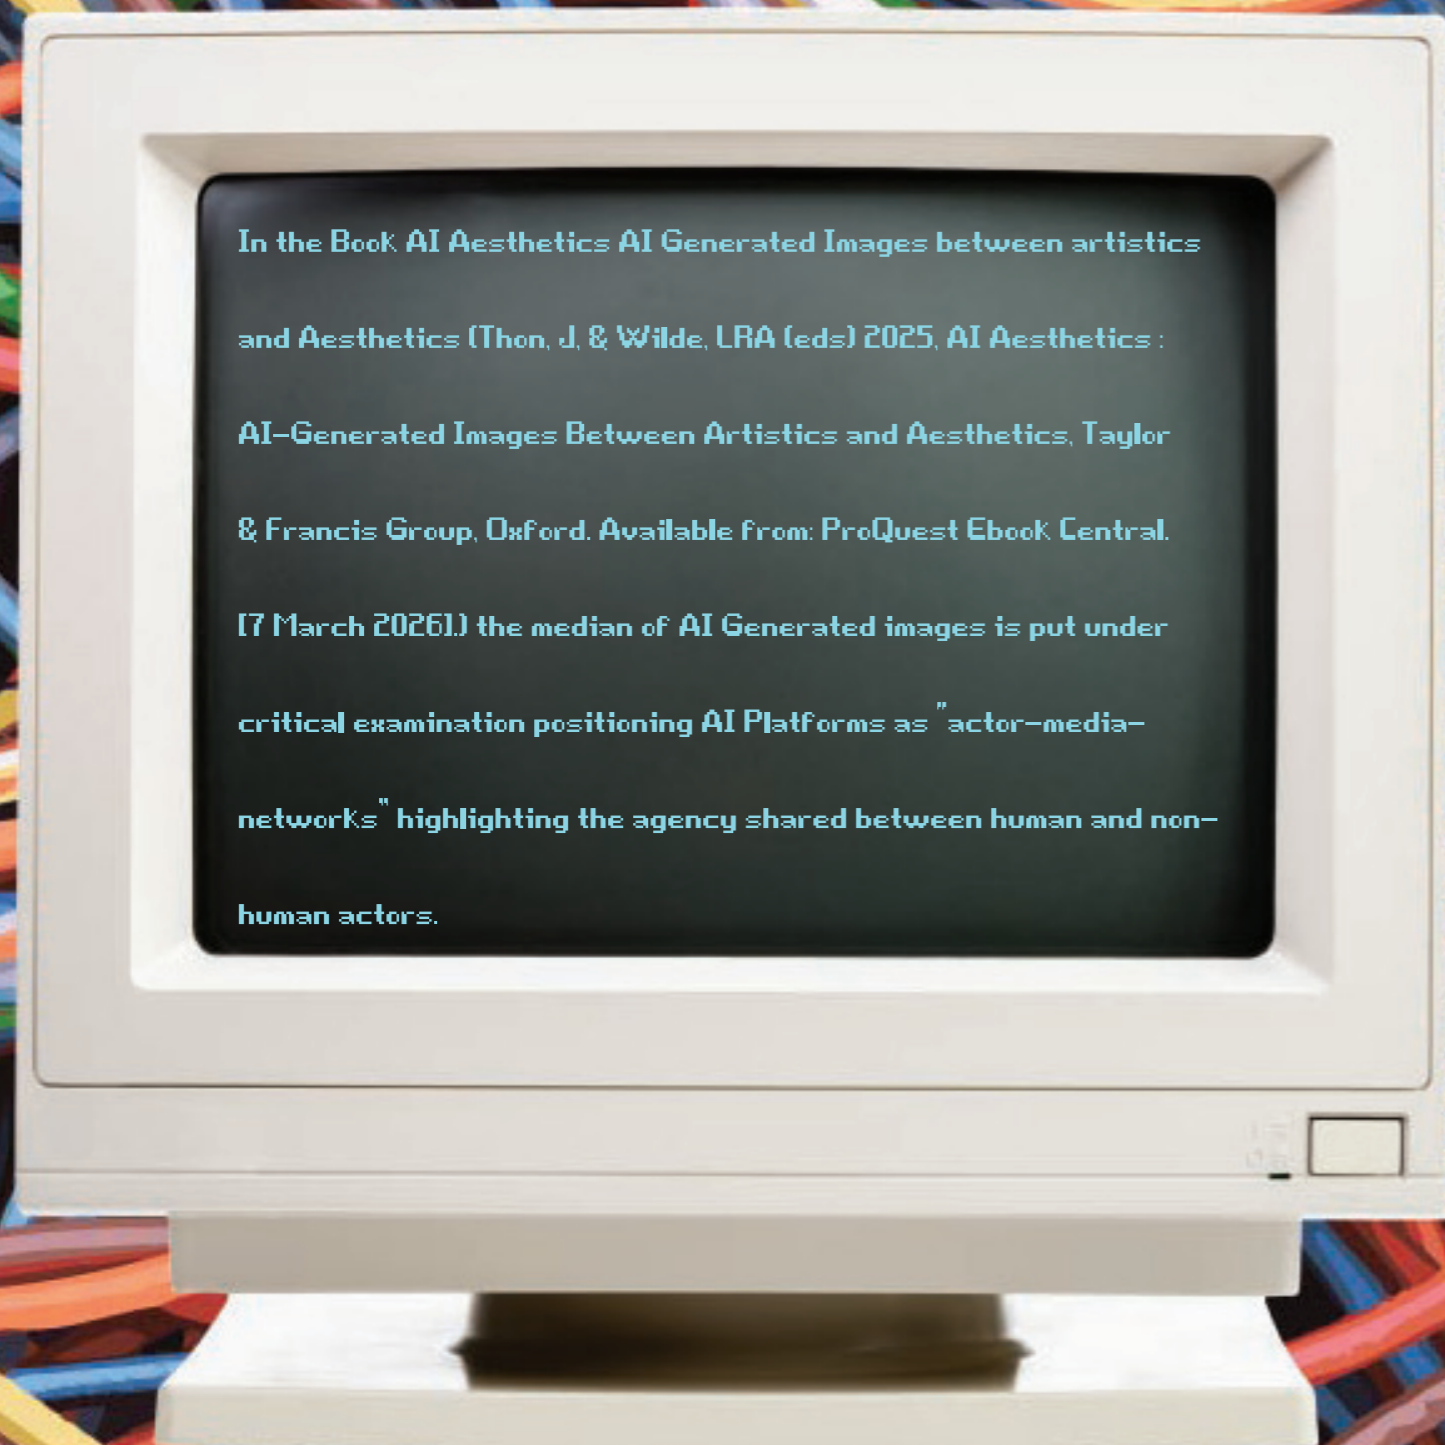 In the Book AI Aesthetics AI Generated Images between artistics
and Aesthetics (Thon, J, & Wilde, LRA (eds) 2025, AI Aesthetics :
AI-Generated Images Between Artistics and Aesthetics, Taylor
& Francis Group, Oxford. Available from: ProQuest Ebook Central.
[7 March 2026].) the median of AI Generated images is put under
critical examination positioning AI Platforms as "actor-media-
networks" highlighting the agency shared between human and non-
human actors.